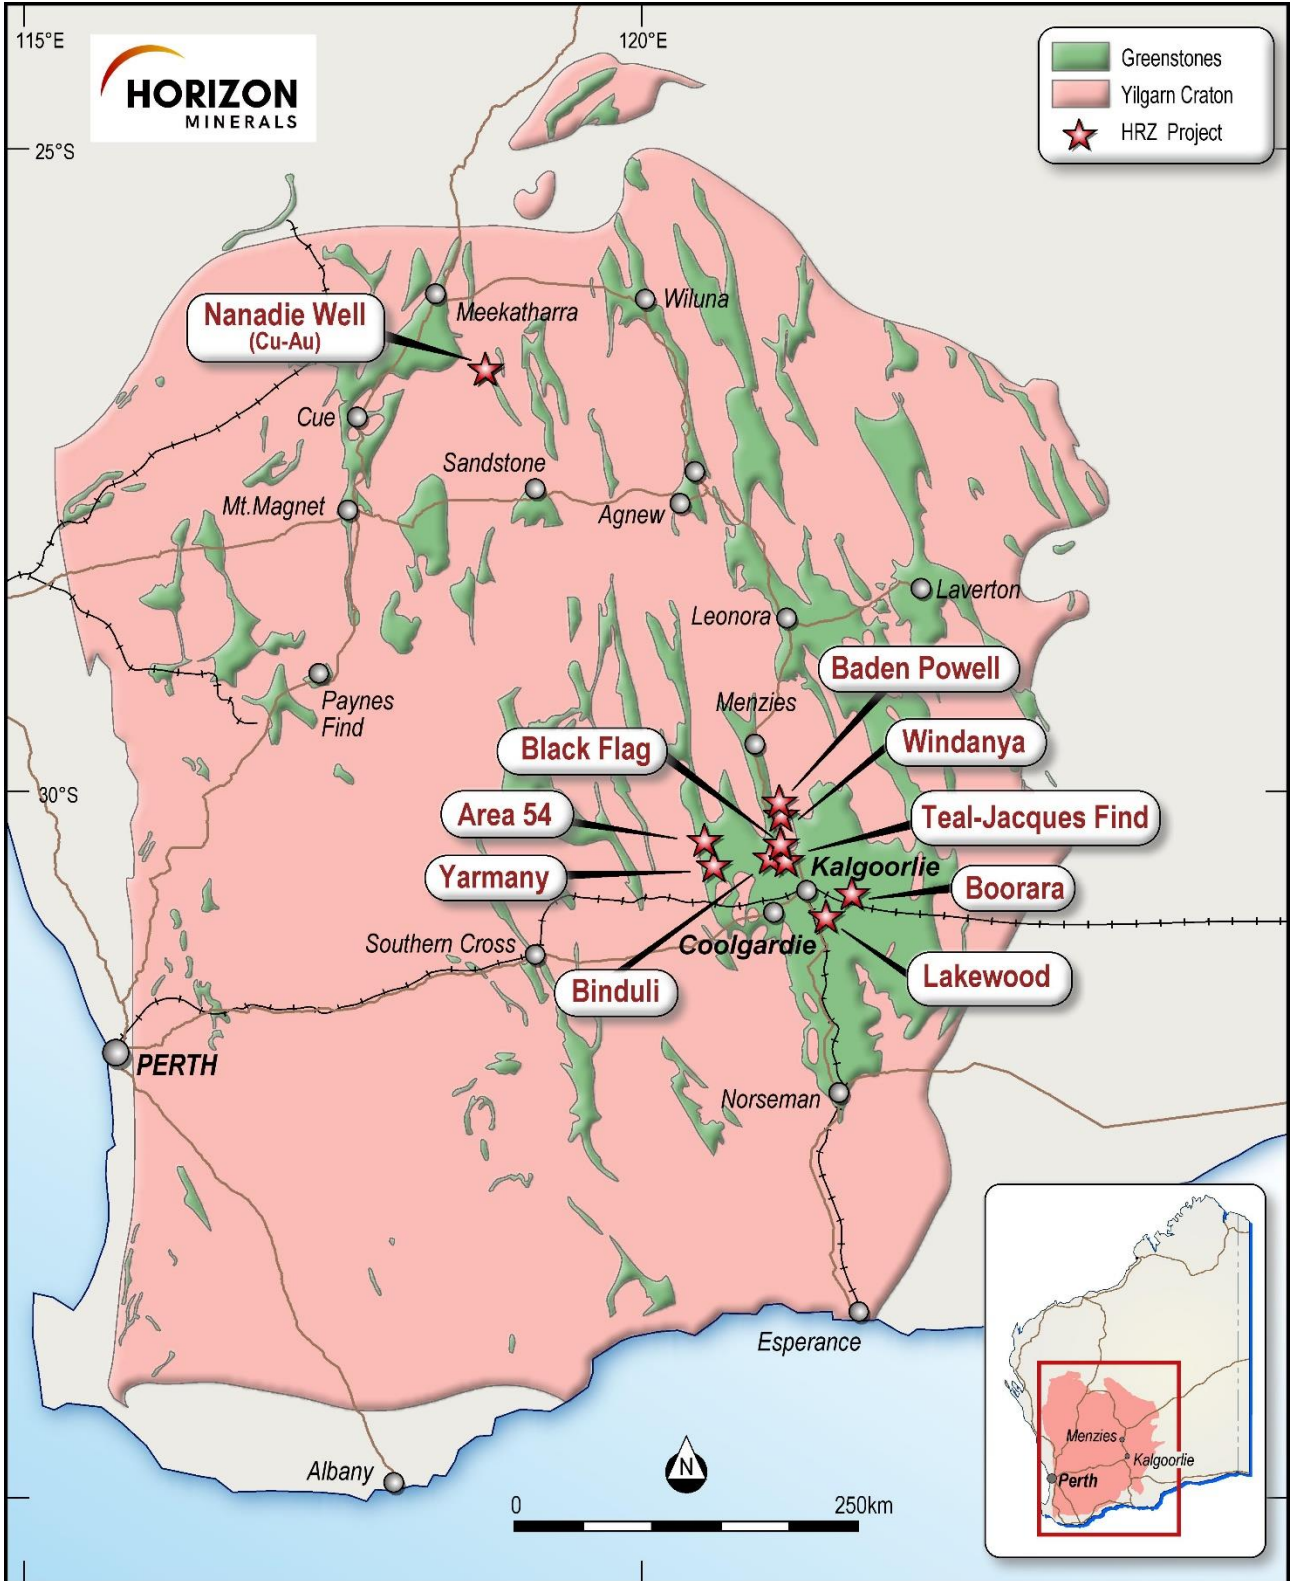 115°E
120°E
HORIZON
MINERALS
Greenstones
Yilgarn Craton
HRZ Project
25°S
Nanadie Well
(Cu-Au)
Meekatharra
Wiluna
Cue
Sandstone
Mt.Magnet
Agnew
Laverton
Leonora
Baden Powell
Paynes
Find
Menzies
Black Flag
Windanya
30°S
Area 54
Teal-Jacques Find
Yarmany
Kalgoorlie
Boorara
Southern Cross
Coolgardie
Binduli
Lakewood
PERTH
Norseman
Esperance
Albany
N
0
250km
Menzies
Kalgoorlie
Perth